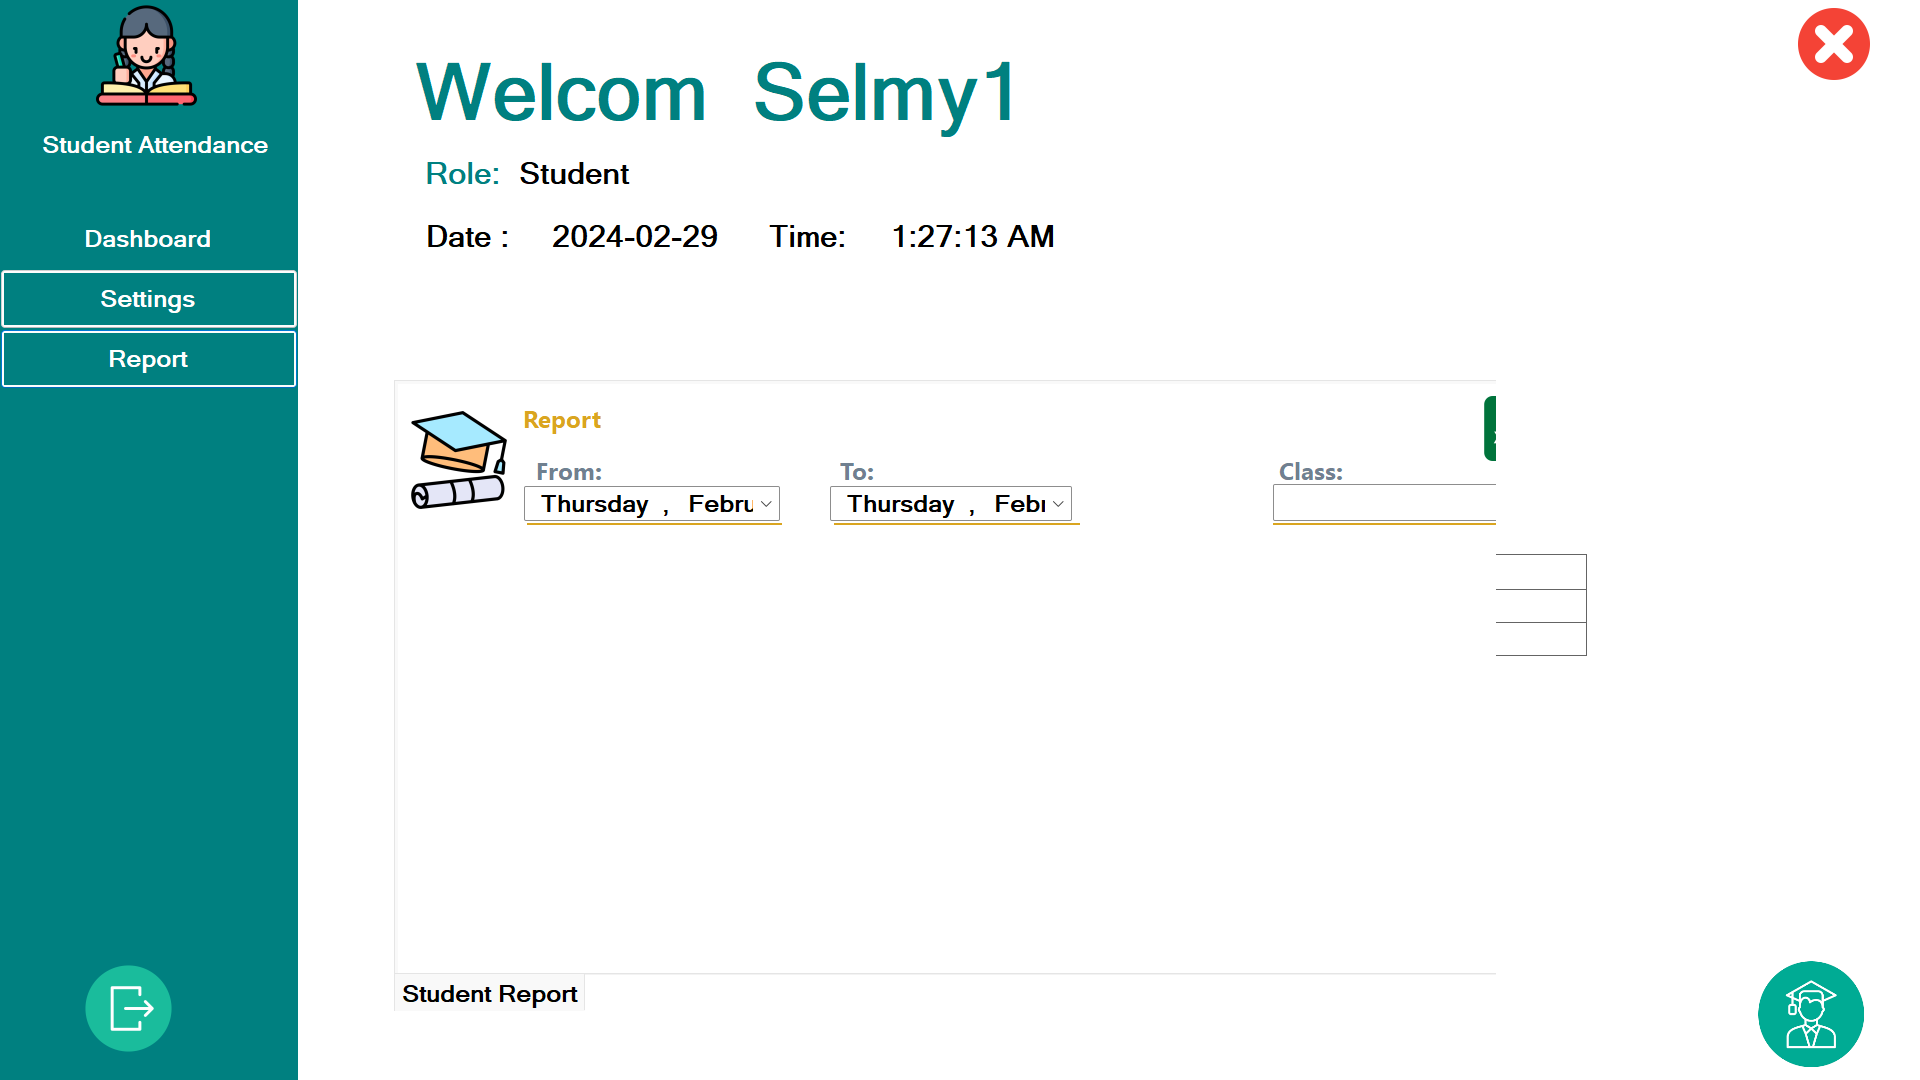 Student Attendance
Dashboard
Settings
Report
Welcom Selmy1
Role: Student
Date : 2024-02-29 Time: 1:27:13 AM
Report
From: To: Class:
Thursday , Febru Thursday , Feb
Student Report